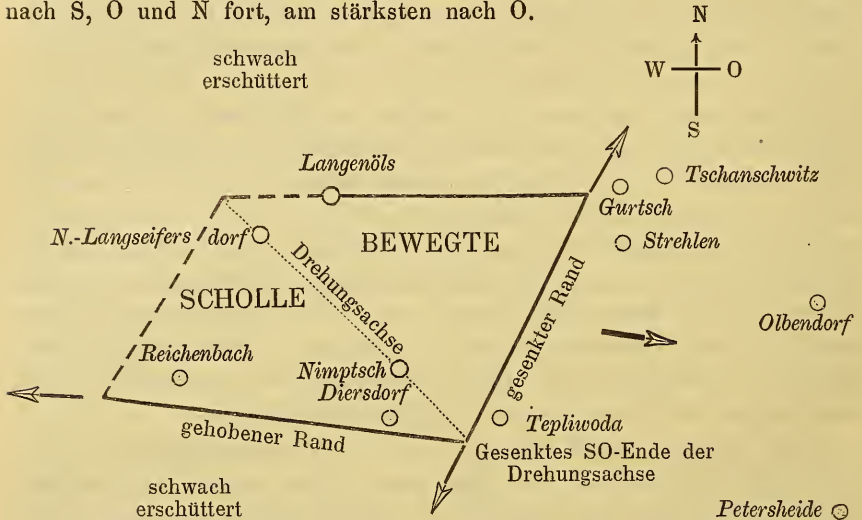 nach S, O und N fort, am stärksten nach O.
N
W O
S
schwach
erschüttert
Langenöls
Tschanschwitz
Gurtsch
N.-Langseifersdorf
BEWEGTE
Strehlen
Drehungsachse
SCHOLLE
gesenkter Rand
Olbendorf
Reichenbach
Nimptsch
Diersdorf
Tepliwoda
gehobener Rand
Gesenktes SO-Ende der
Drehungsachse
schwach
erschüttert
Petersheide